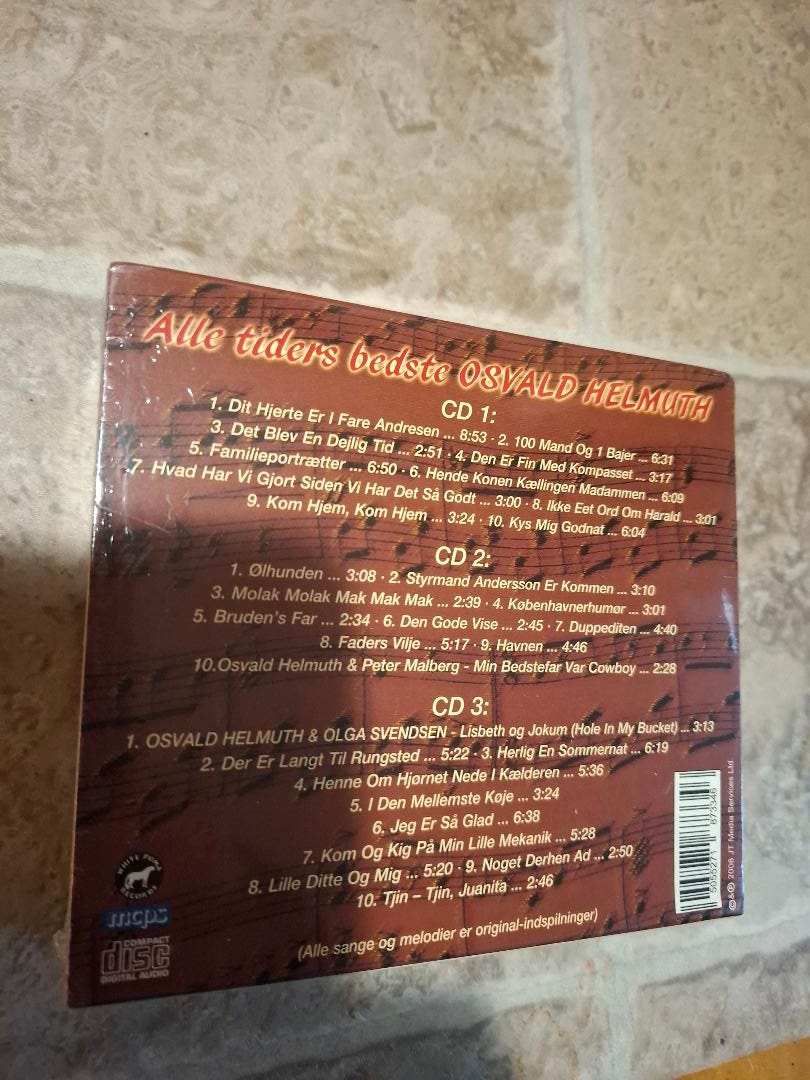 Alle tiders bedste OSVALD HELMUTH
CD 1:
1. Dit Hjerte Er I Fare Andresen ... 8:53 · 2. 100 Mand Og 1 Bajer ... 6:31
3. Det Blev En Dejlig Tid ... 2:51 · 4. Den Er Fin Med Kompasset ... 3:17
5. Familieportrætter ... 6:50 · 6. Hende Konen Kællingen Madammen ... 6:09
7. Hvad Har Vi Gjort Siden Vi Har Det Så Godt ... 3:00 · 8. Ikke Eet Ord Om Harald ... 3:01
9. Kom Hjem, Kom Hjem ... 3:24 · 10. Kys Mig Godnat ... 6:04
CD 2:
1. Ølhunden ... 3:08 · 2. Styrmand Andersson Er Kommen ... 3:10
3. Molak Molak Mak Mak Mak ... 2:39 · 4. Københavnerhumør ... 3:01
5. Bruden's Far ... 2:34 · 6. Den Gode Vise ... 2:45 · 7. Duppediten ... 4:40
8. Faders Vilje ... 5:17 · 9. Havnen ... 4:46
10.Osvald Helmuth & Peter Malberg - Min Bedstefar Var Cowboy ... 2:28
CD 3:
1. OSVALD HELMUTH & OLGA SVENDSEN - Lisbeth og Jokum (Hole In My Bucket) ... 3:13
2. Der Er Langt Til Rungsted ... 5:22 · 3. Herlig En Sommernat ... 6:19
4. Henne Om Hjørnet Nede I Kælderen ... 5:36
5. I Den Mellemste Køje ... 3:24
6. Jeg Er Så Glad ... 6:38
7. Kom Og Kig På Min Lille Mekanik ... 5:28
8. Lille Ditte Og Mig ... 5:20 · 9. Noget Derhen Ad ... 2:50
10. Tjin – Tjin, Juanita ... 2:46
(Alle sange og melodier er original-indspilninger)
WHITE PUMA RECORDS
mcps
COMPACT
disc
DIGITAL AUDIO
5055271 673346
©&℗ 2008 JT Media Services Ltd